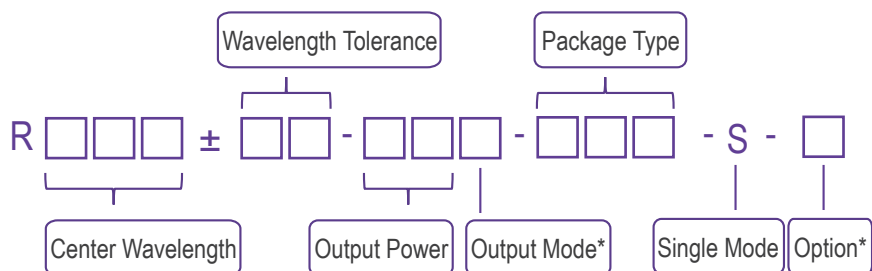 Wavelength Tolerance
Package Type
R ± - - - S -
Center Wavelength
Output Power
Output Mode*
Single Mode
Option*